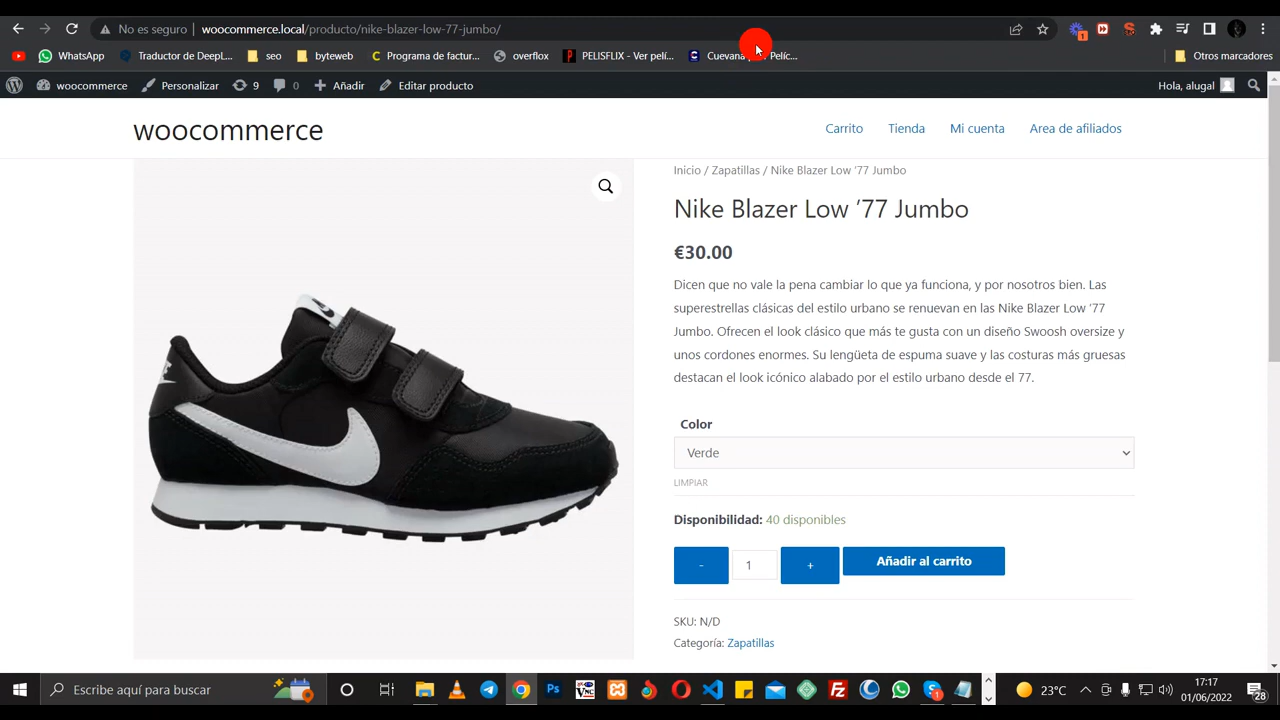 No es seguro woocommerce.local/producto/nike-blazer-low-77-jumbo/
WhatsApp Traductor de DeepL... seo byteweb Programa de factur... overflox PELISFLIX - Ver pelí... Otros marcadores
woocommerce Personalizar 9 0 Añadir Editar producto Hola, alugal
woocommerce
Carrito Tienda Mi cuenta Area de afiliados
Inicio / Zapatillas / Nike Blazer Low '77 Jumbo
Nike Blazer Low '77 Jumbo
€30.00
Dicen que no vale la pena cambiar lo que ya funciona, y por nosotros bien. Las
superestrellas clásicas del estilo urbano se renuevan en las Nike Blazer Low '77
Jumbo. Ofrecen el look clásico que más te gusta con un diseño Swoosh oversize y
unos cordones enormes. Su lengüeta de espuma suave y las costuras más gruesas
destacan el look icónico alabado por el estilo urbano desde el 77.
Color
Verde
LIMPIAR
Disponibilidad: 40 disponibles
- 1 + Añadir al carrito
SKU: N/D
Categoría: Zapatillas
Escribe aquí para buscar
23°C
17:17
01/06/2022
28